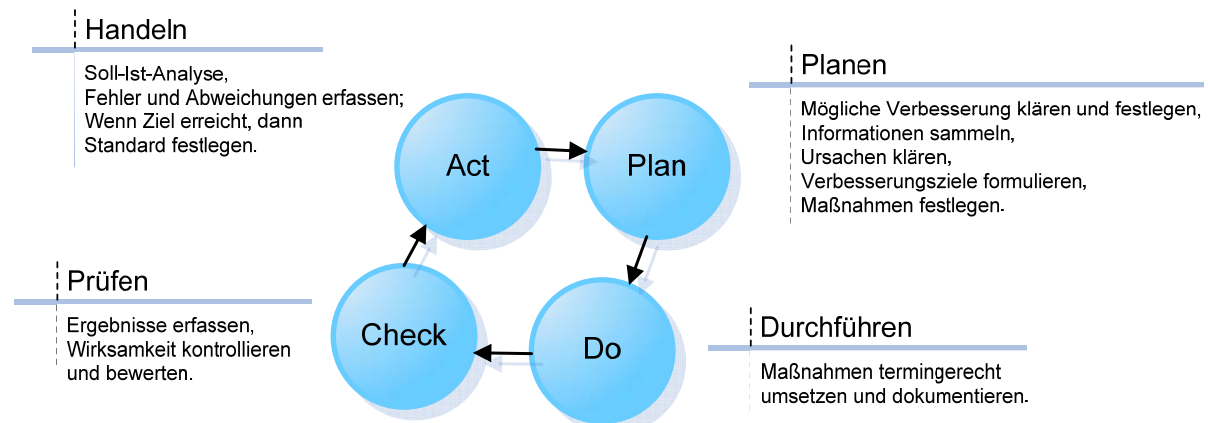 Handeln
Soll-Ist-Analyse,
Fehler und Abweichungen erfassen;
Wenn Ziel erreicht, dann
Standard festlegen.
Act
Plan
Planen
Mögliche Verbesserung klären und festlegen,
Informationen sammeln,
Ursachen klären,
Verbesserungsziele formulieren,
Maßnahmen festlegen.
Prüfen
Ergebnisse erfassen,
Wirksamkeit kontrollieren
und bewerten.
Check
Do
Durchführen
Maßnahmen termingerecht
umsetzen und dokumentieren.